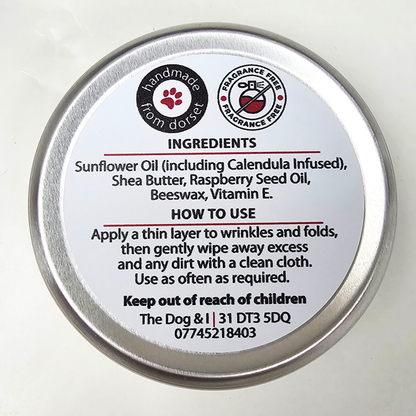 handmade
from dorset
FRAGRANCE FREE
FRAGRANCE FREE
INGREDIENTS
Sunflower Oil (including Calendula Infused),
Shea Butter, Raspberry Seed Oil,
Beeswax, Vitamin E.
HOW TO USE
Apply a thin layer to wrinkles and folds,
then gently wipe away excess
and any dirt with a clean cloth.
Use as often as required.
Keep out of reach of children
The Dog & I | 31 DT3 5DQ
07745218403